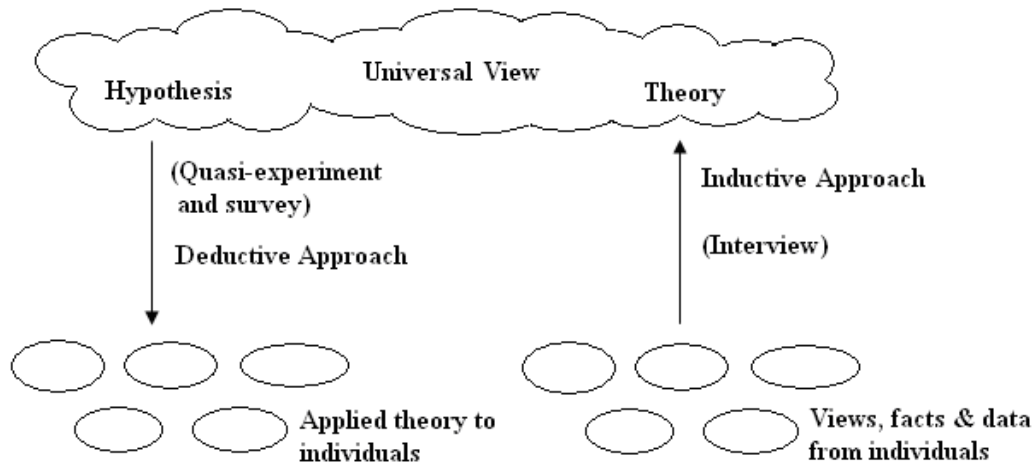 Universal View
Hypothesis
Theory
(Quasi-experiment
and survey)
Deductive Approach
Inductive Approach
(Interview)
Applied theory to
individuals
Views, facts & data
from individuals